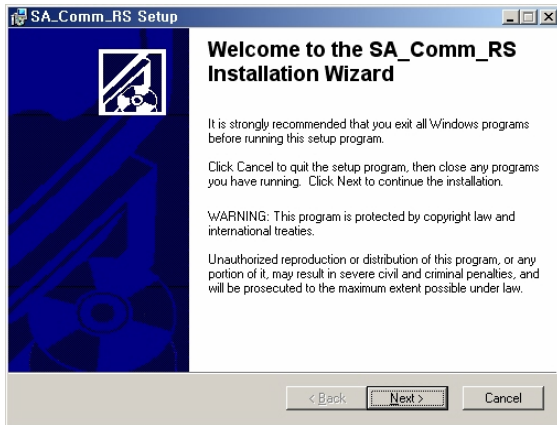 SA_Comm_RS Setup
Welcome to the SA_Comm_RS
Installation Wizard
It is strongly recommended that you exit all Windows programs
before running this setup program.
Click Cancel to quit the setup program, then close any programs
you have running. Click Next to continue the installation.
WARNING: This program is protected by copyright law and
international treaties.
Unauthorized reproduction or distribution of this program, or any
portion of it, may result in severe civil and criminal penalties, and
will be prosecuted to the maximum extent possible under law.
< Back Next > Cancel